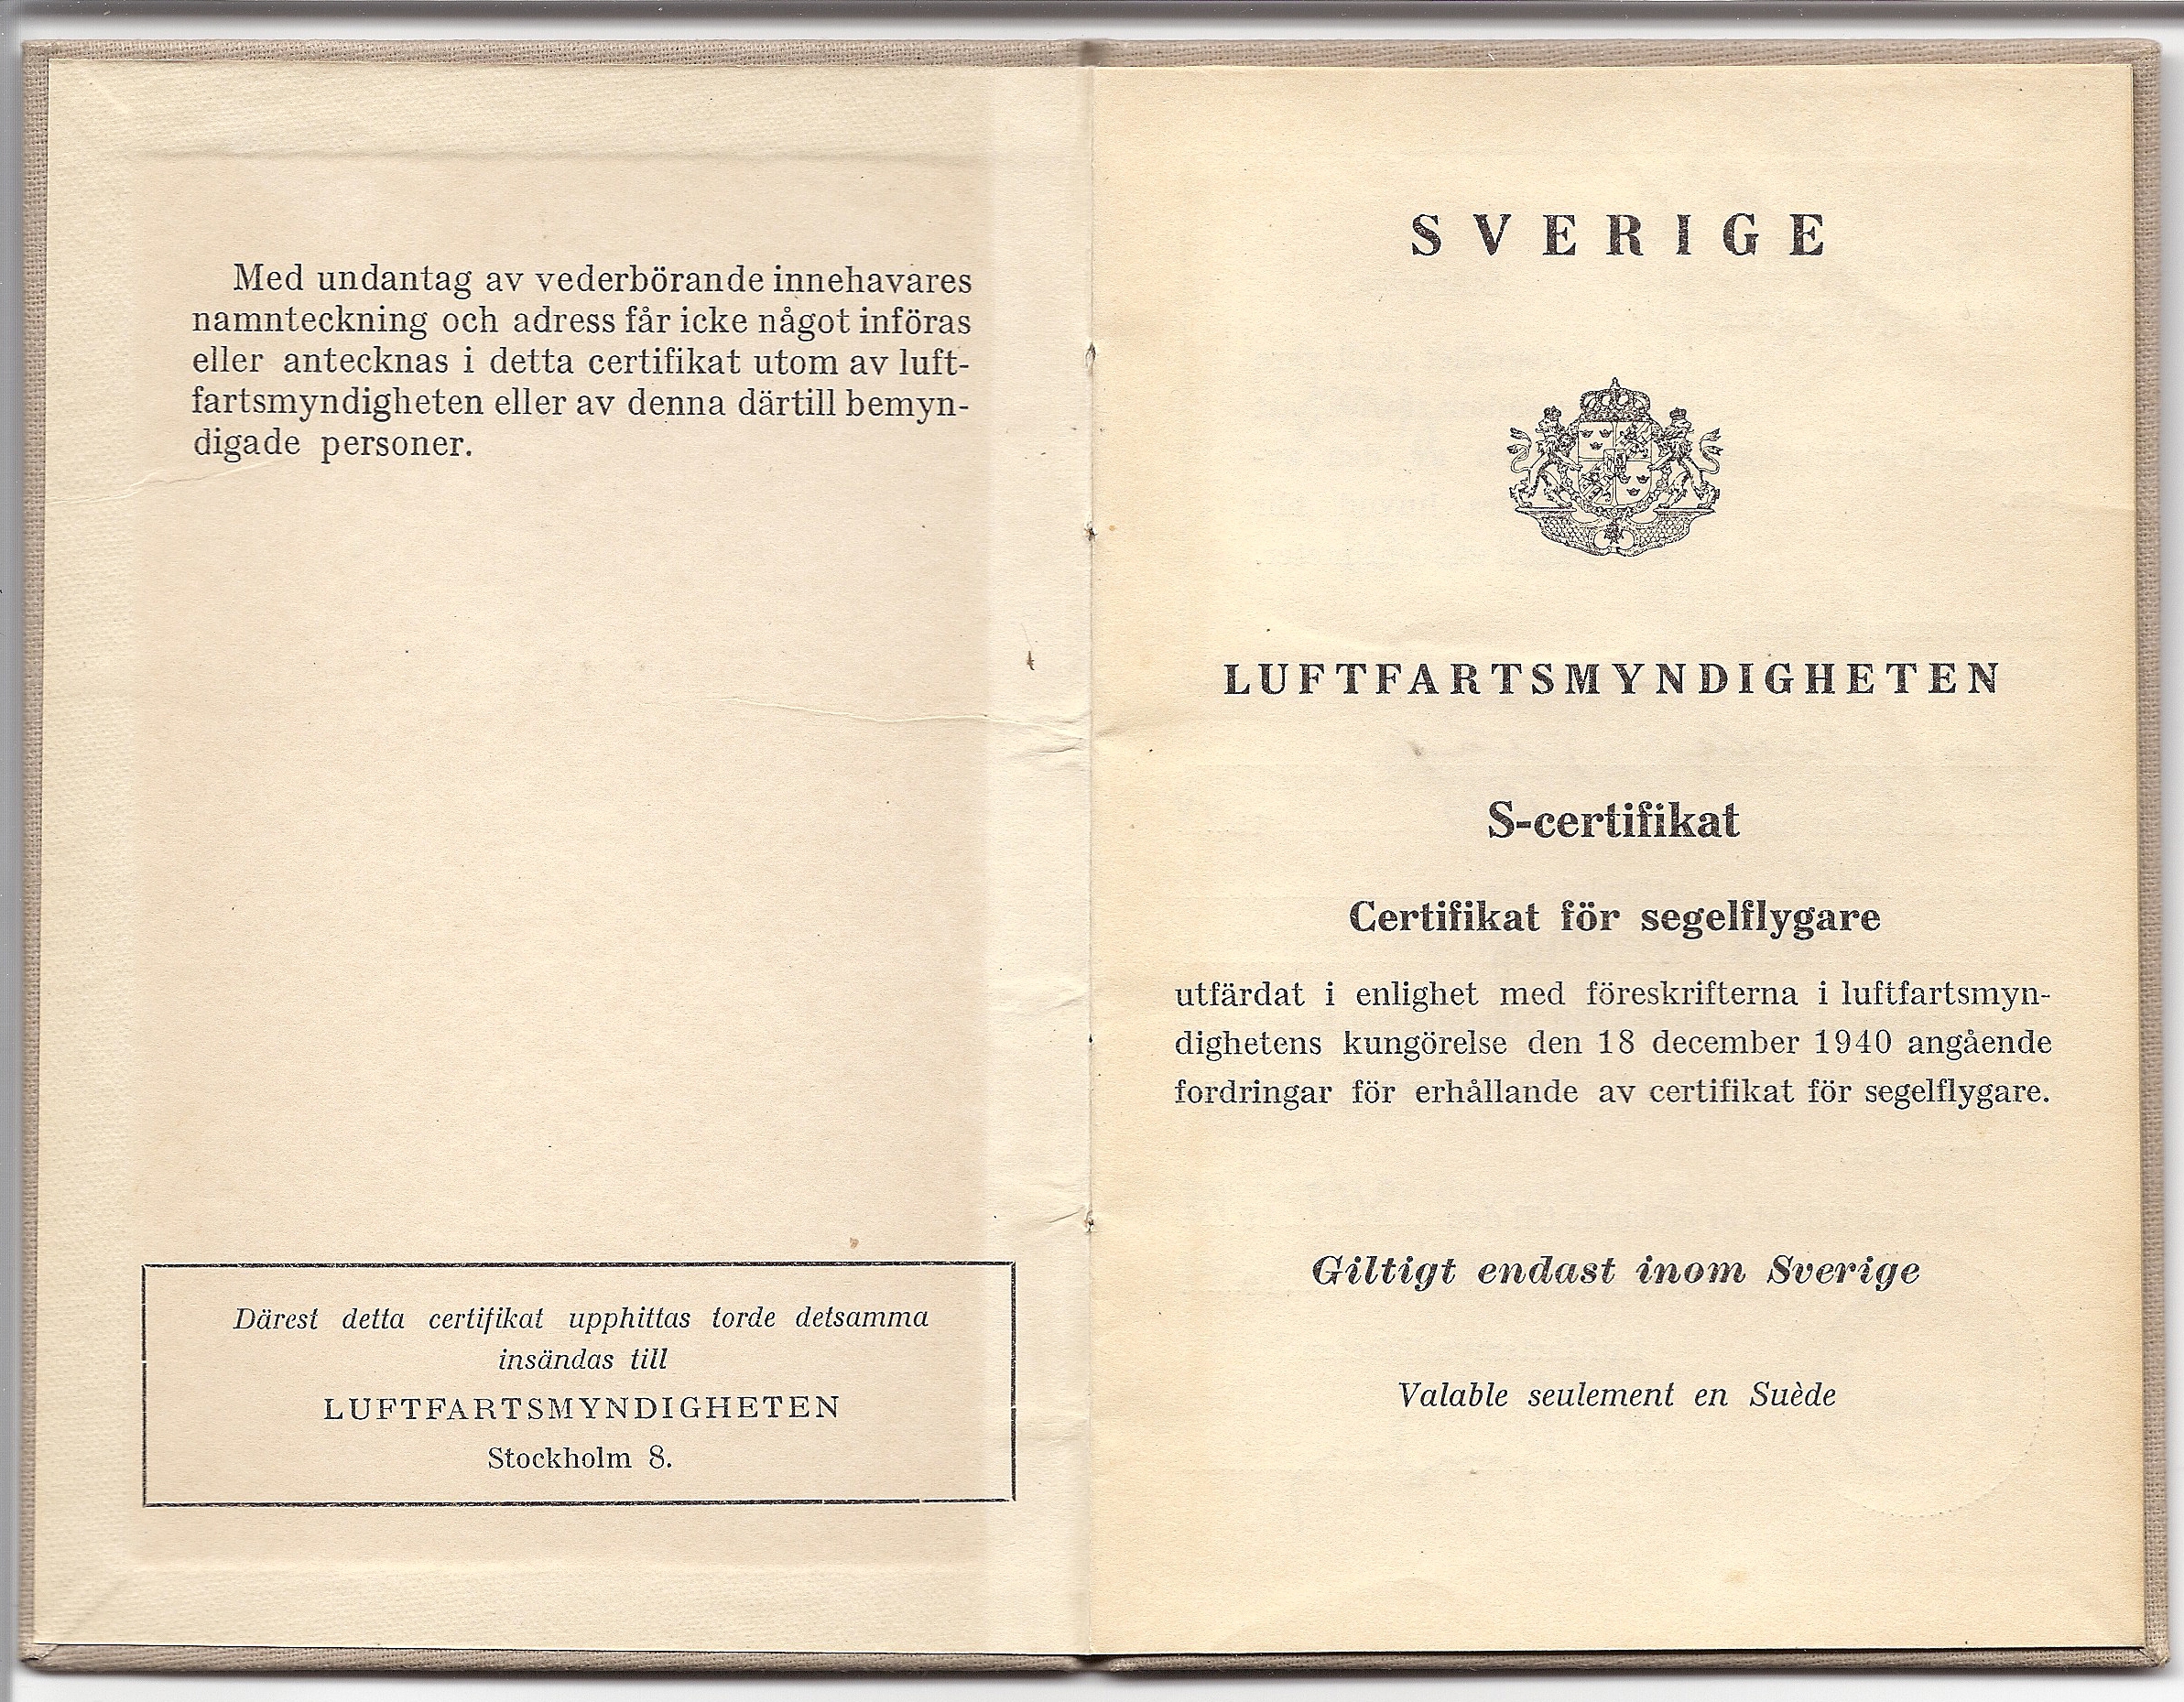 Med undantag av vederbörande innehavares
namnteckning och adress får icke något införas
eller antecknas i detta certifikat utom av luft-
fartsmyndigheten eller av denna därtill bemyn-
digade personer.
Därest detta certifikat upphittas torde detsamma
insändas till
LUFTFARTSMYNDIGHETEN
Stockholm 8.
SVERIGE
LUFTFARTSMYNDIGHETEN
S-certifikat
Certifikat för segelflygare
utfärdat i enlighet med föreskrifterna i luftfartsmyn-
dighetens kungörelse den 18 december 1940 angående
fordringar för erhållande av certifikat för segelflygare.
Giltigt endast inom Sverige
Valable seulement en Suède